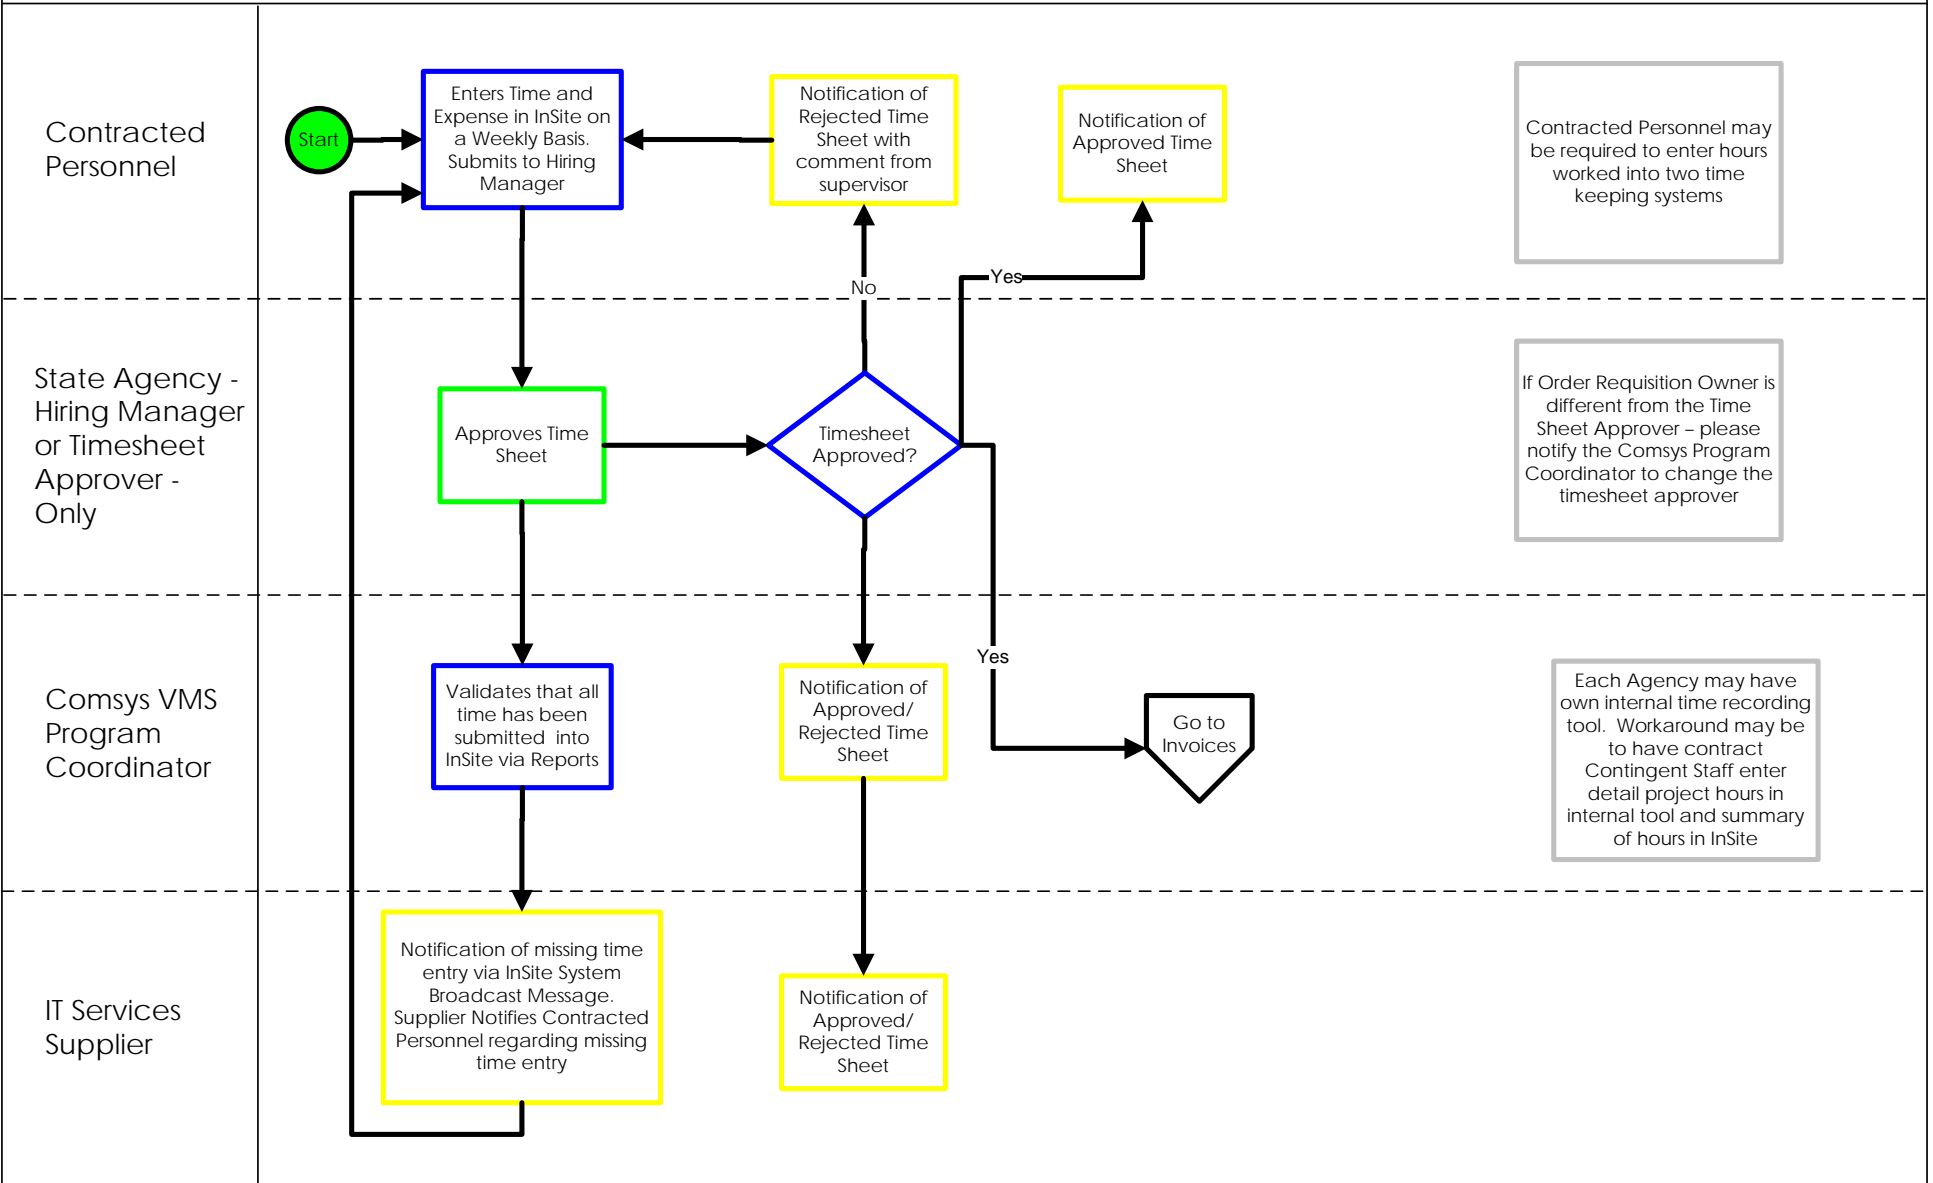 Contracted
Personnel
Start
Enters Time and
Expense in InSite on
a Weekly Basis.
Submits to Hiring
Manager
Notification of
Rejected Time
Sheet with
comment from
supervisor
Notification of
Approved Time
Sheet
Contracted Personnel may
be required to enter hours
worked into two time
keeping systems
No
Yes
State Agency -
Hiring Manager
or Timesheet
Approver -
Only
Approves Time
Sheet
Timesheet
Approved?
If Order Requisition Owner is
different from the Time
Sheet Approver – please
notify the Comsys Program
Coordinator to change the
timesheet approver
Yes
Comsys VMS
Program
Coordinator
Validates that all
time has been
submitted  into
InSite via Reports
Notification of
Approved/
Rejected Time
Sheet
Go to
Invoices
Each Agency may have
own internal time recording
tool.  Workaround may be
to have contract
Contingent Staff enter
detail project hours in
internal tool and summary
of hours in InSite
IT Services
Supplier
Notification of missing time
entry via InSite System
Broadcast Message.
Supplier Notifies Contracted
Personnel regarding missing
time entry
Notification of
Approved/
Rejected Time
Sheet